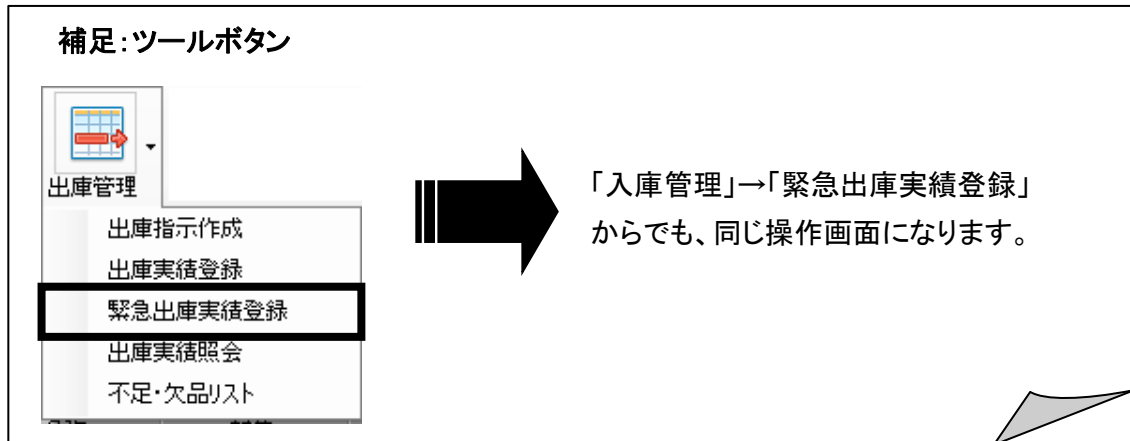 補足：ツールボタン
出庫管理
出庫指示作成
出庫実績登録
緊急出庫実績登録
出庫実績照会
不足・欠品リスト
「入庫管理」→「緊急出庫実績登録」
からでも、同じ操作画面になります。